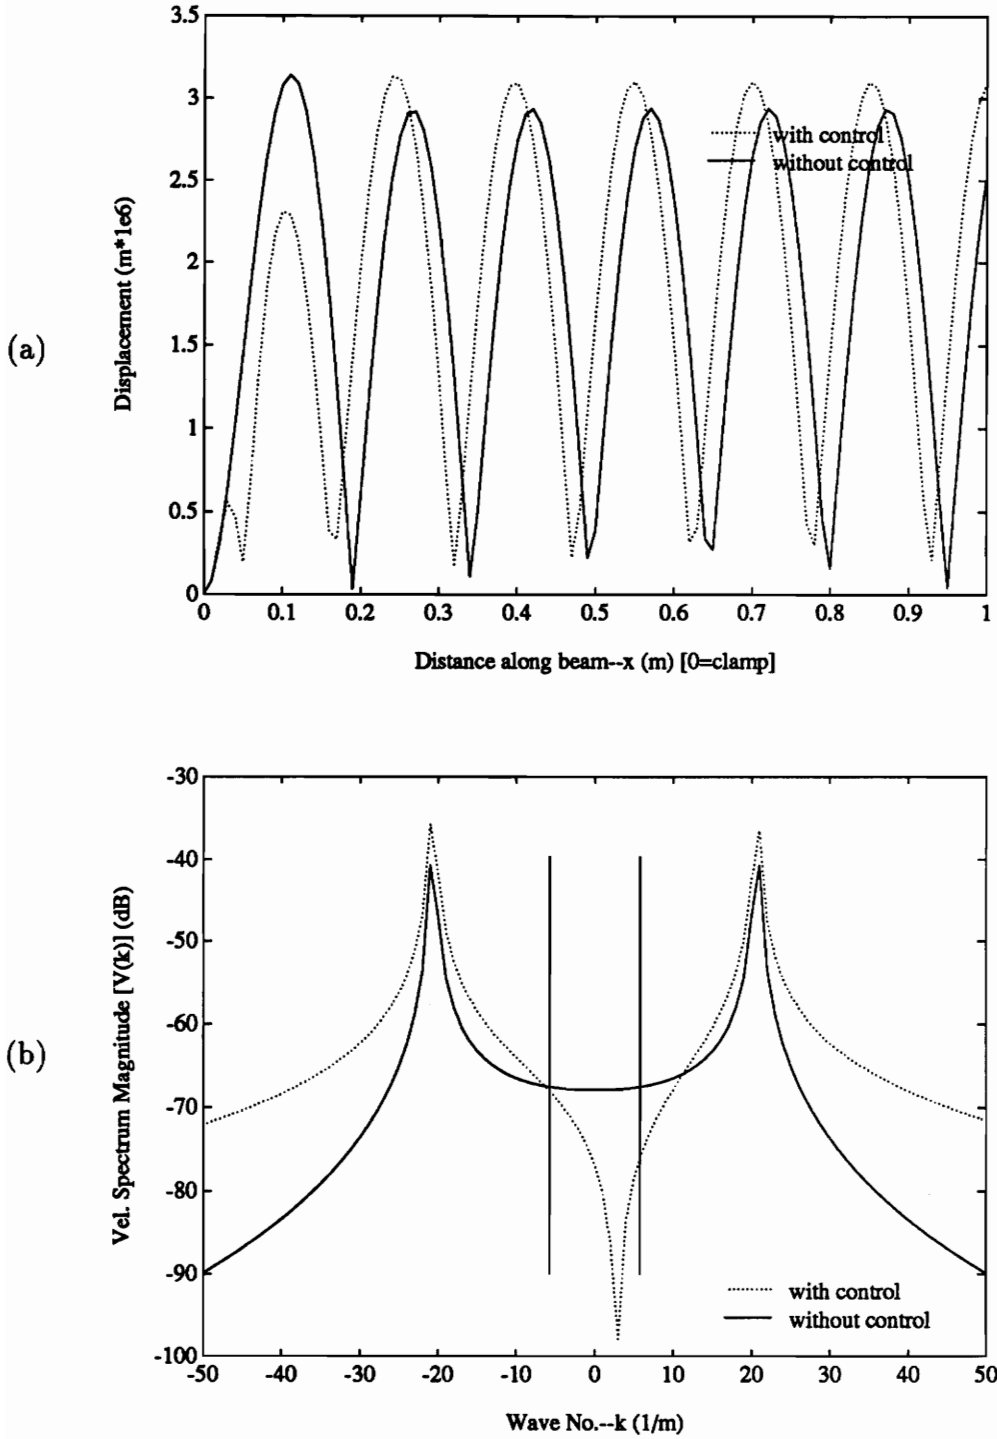 3.5
3
2.5
2
1.5
1
0.5
0
Displacement (m*1e6)
(a)
with control
without control
0 0.1 0.2 0.3 0.4 0.5 0.6 0.7 0.8 0.9 1
Distance along beam--x (m) [0=clamp]
-30
-40
-50
-60
-70
-80
-90
-100
Vel. Spectrum Magnitude [V(k)] (dB)
(b)
with control
without control
-50 -40 -30 -20 -10 0 10 20 30 40 50
Wave No.--k (1/m)